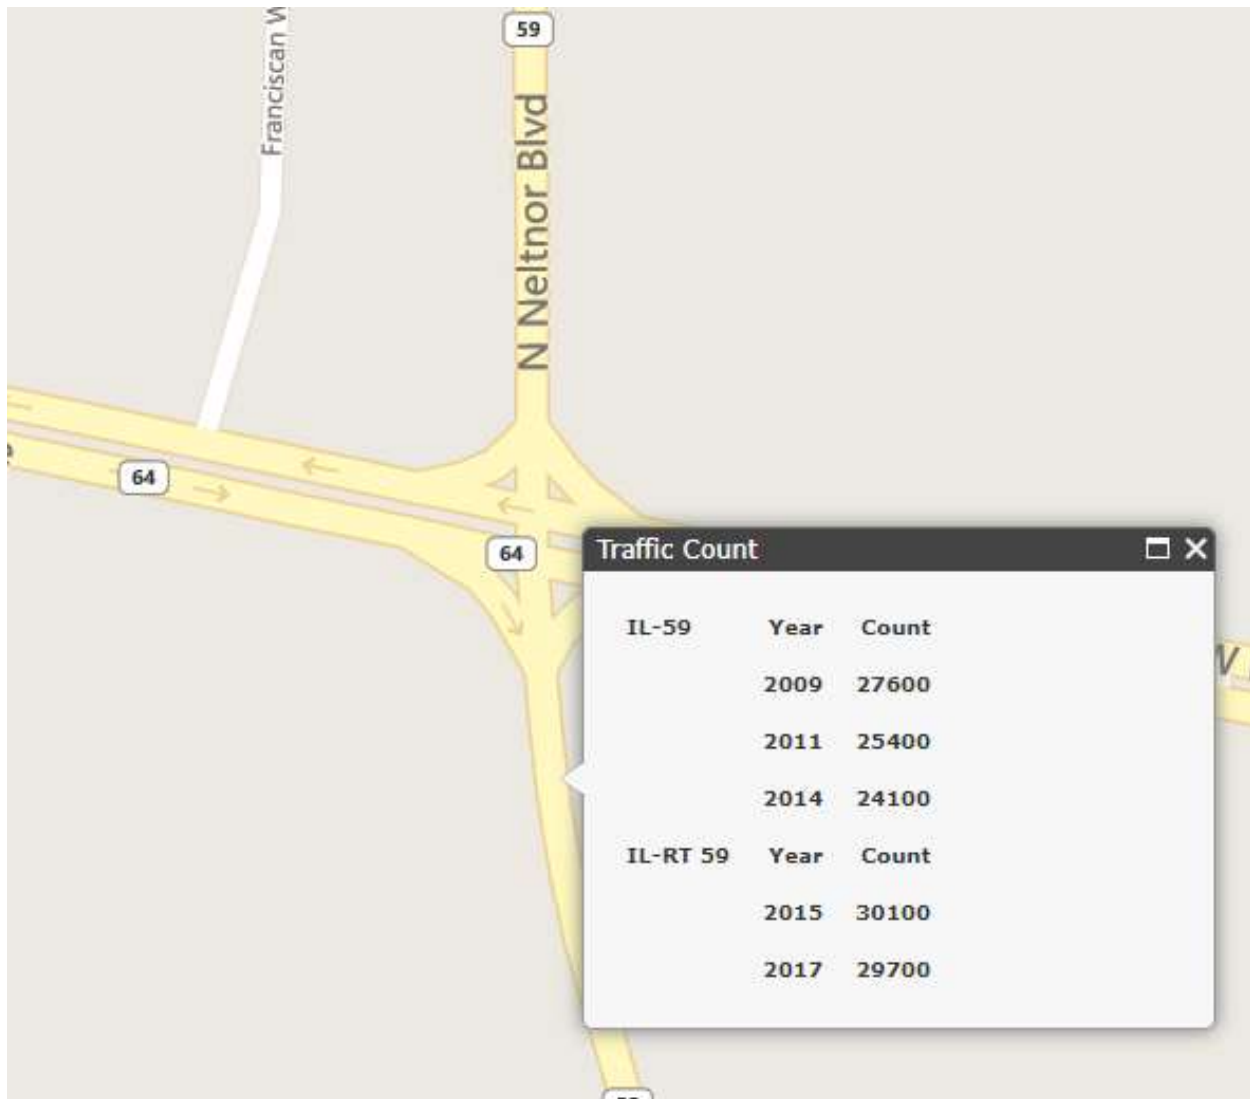 59
Franciscan W
N Neltnor Blvd
64
64
Traffic Count
IL-59 Year Count
2009 27600
2011 25400
2014 24100
IL-RT 59 Year Count
2015 30100
2017 29700
W